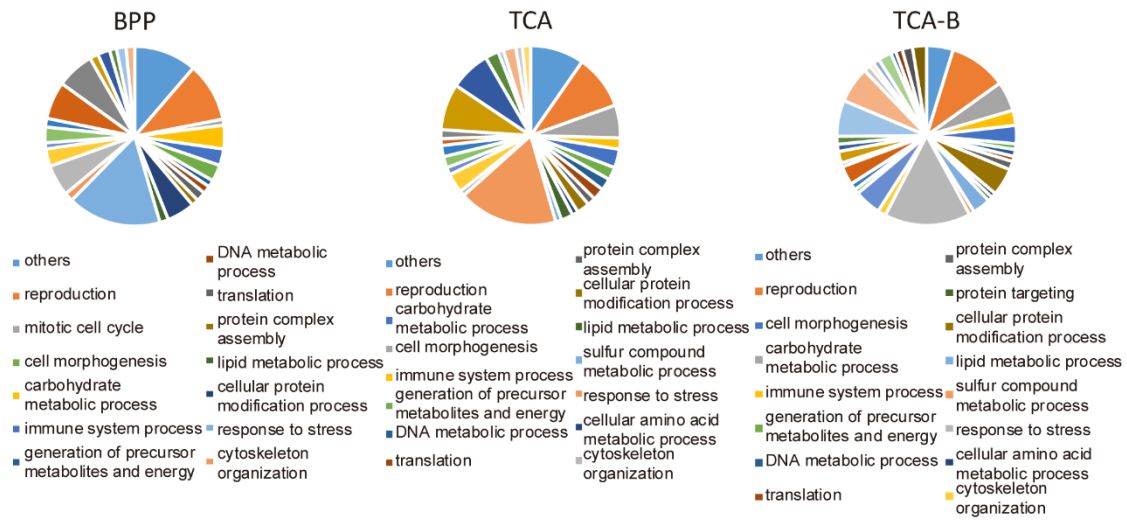 BPP
TCA
TCA-B
others
reproduction
mitotic cell cycle
cell morphogenesis
carbohydrate
metabolic process
immune system process
generation of precursor
metabolites and energy
DNA metabolic
process
translation
protein complex
assembly
lipid metabolic process
cellular protein
modification process
response to stress
cytoskeleton
organization
others
reproduction
carbohydrate
metabolic process
cell morphogenesis
immune system process
generation of precursor
metabolites and energy
DNA metabolic process
translation
protein complex
assembly
cellular protein
modification process
lipid metabolic process
sulfur compound
metabolic process
response to stress
cellular amino acid
metabolic process
cytoskeleton
organization
others
reproduction
cell morphogenesis
carbohydrate
metabolic process
immune system process
generation of precursor
metabolites and energy
DNA metabolic process
translation
protein complex
assembly
protein targeting
cellular protein
modification process
lipid metabolic process
sulfur compound
metabolic process
response to stress
cellular amino acid
metabolic process
cytoskeleton
organization